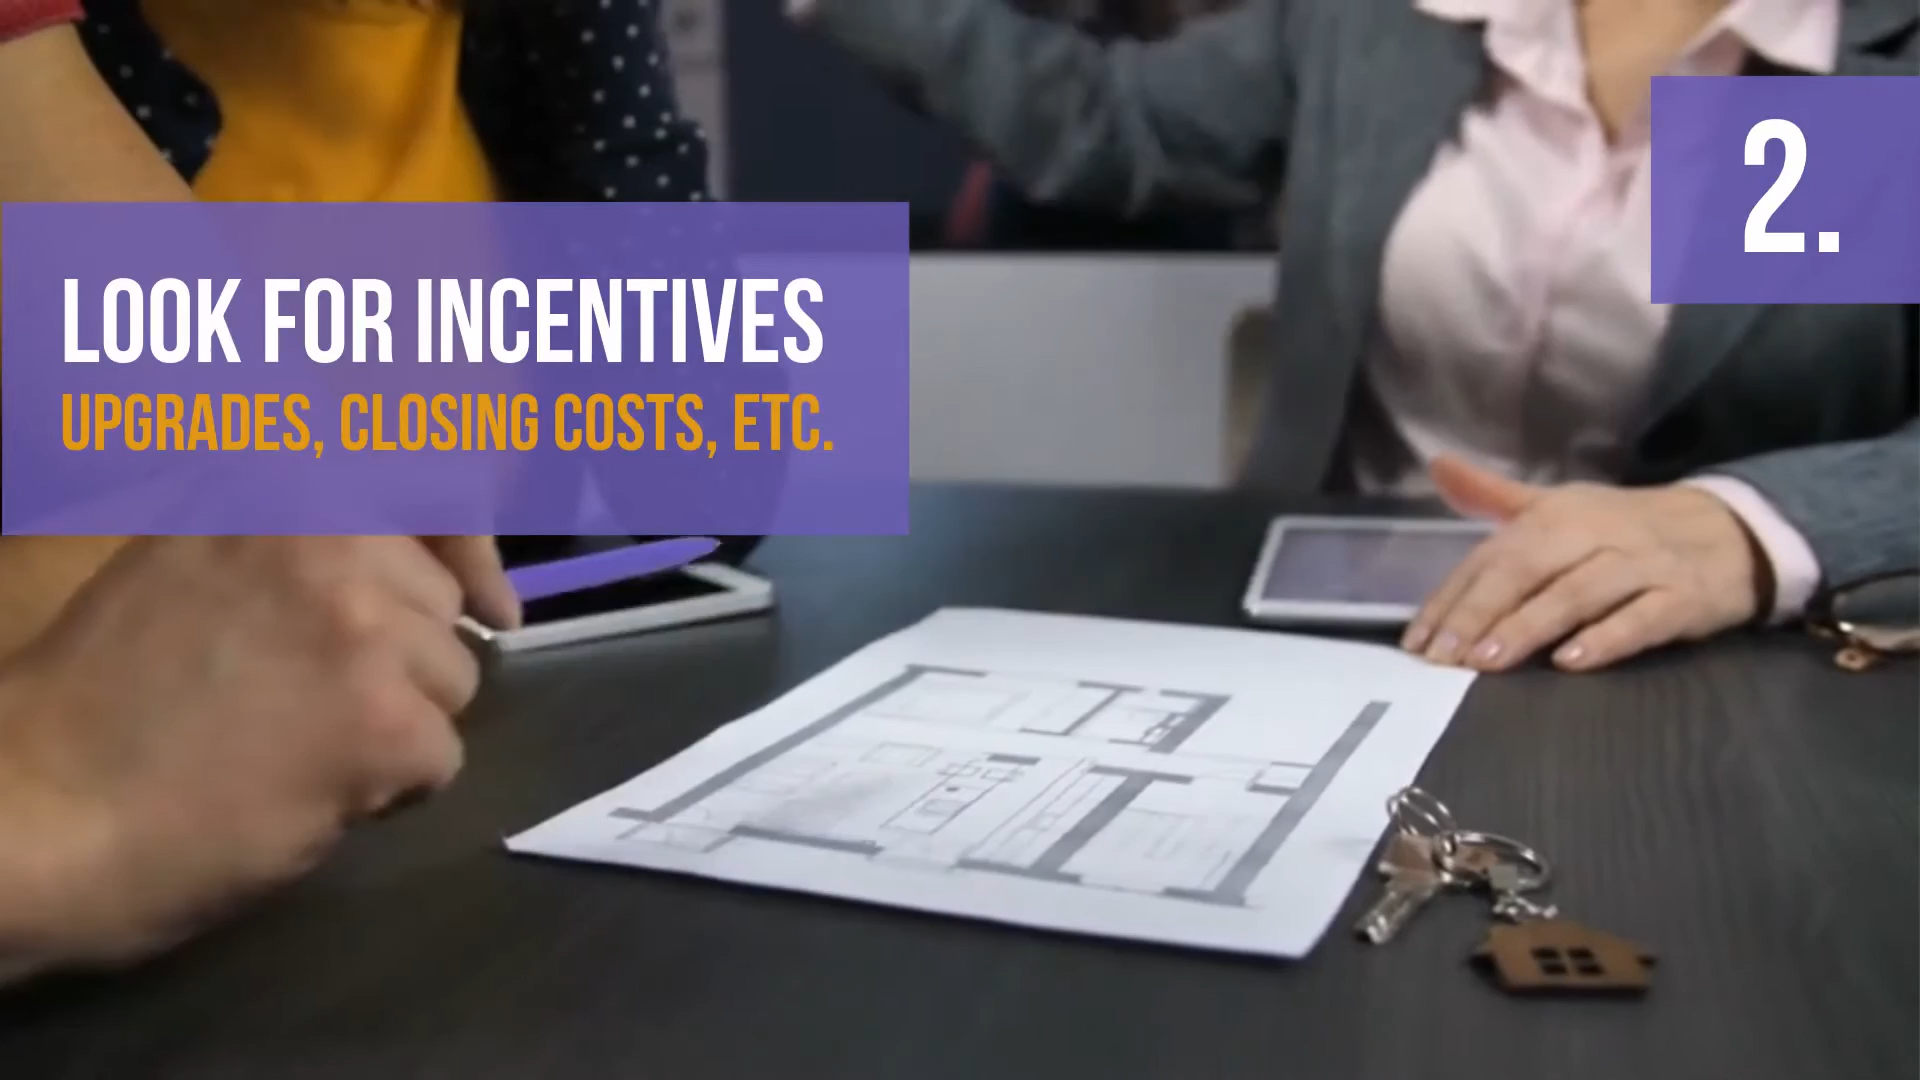 2.
LOOK FOR INCENTIVES
UPGRADES, CLOSING COSTS, ETC.